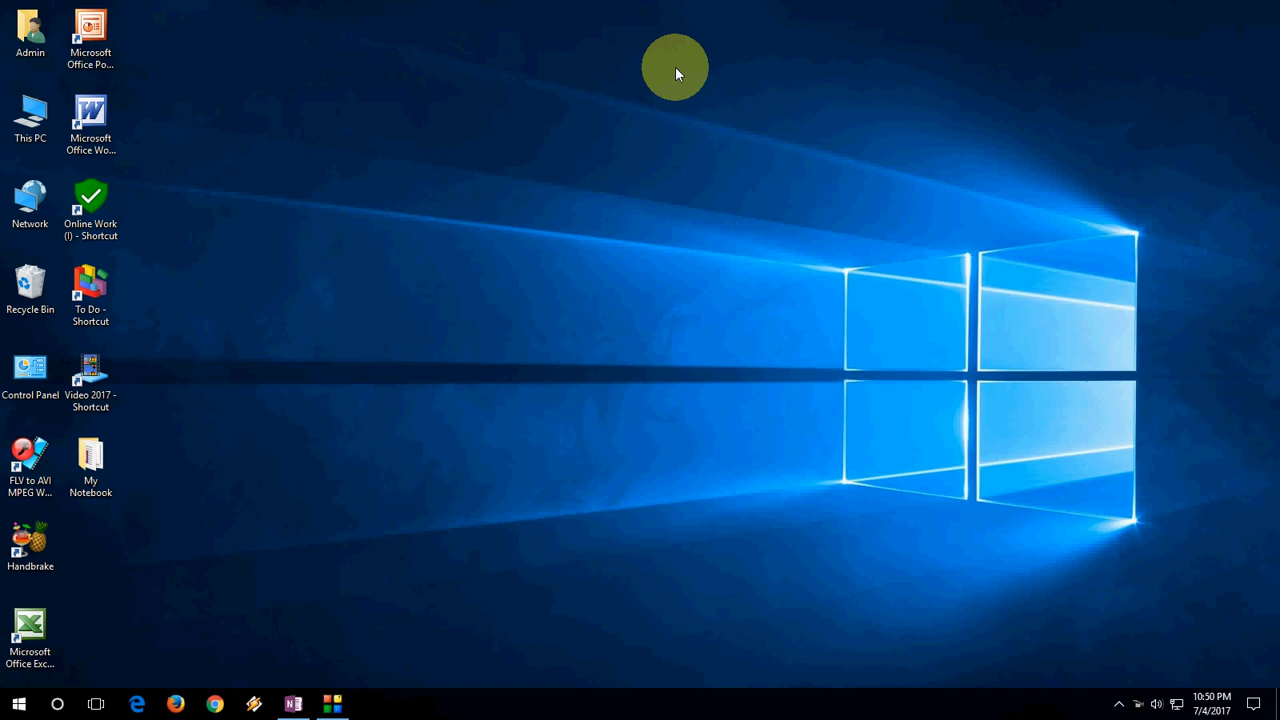 Admin
Microsoft
Office Po...
This PC
Microsoft
Office Wo...
Network
Online Work
(I) - Shortcut
Recycle Bin
To Do -
Shortcut
Control Panel
Video 2017 -
Shortcut
FLV to AVI
MPEG W...
My
Notebook
Handbrake
Microsoft
Office Exc...
10:50 PM
7/4/2017